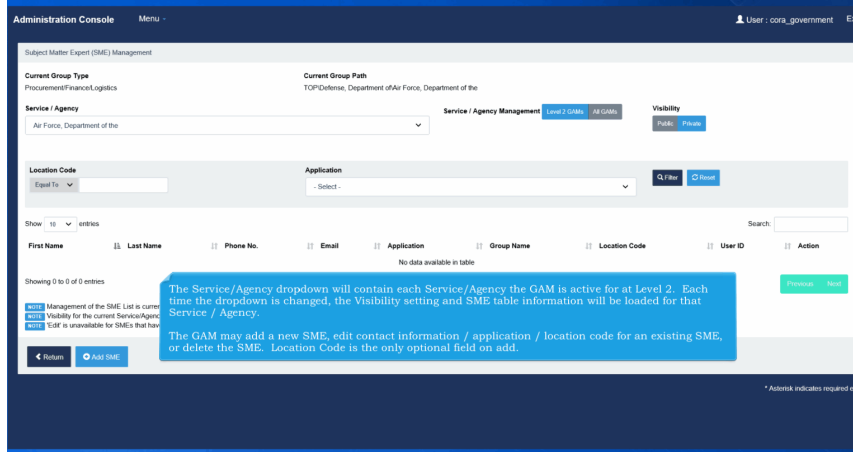 Administration Console Menu
User : cora_government
Subject Matter Expert (SME) Management
Current Group Type
Procurement/Finance/Logistics
Current Group Path
TOP\Defense, Department of\Air Force, Department of the
Service / Agency
Air Force, Department of the
Service / Agency Management Level 2 GAMs All GAMs
Visibility
Public Private
Location Code
Equal To
Application
- Select -
Filter Reset
Show 10 entries
Search:
First Name Last Name Phone No. Email Application Group Name Location Code User ID Action
No data available in table
Showing 0 to 0 of 0 entries
Previous Next
NOTE Management of the SME List is curren
NOTE Visibility for the current Service/Agenc
NOTE 'Edit' is unavailable for SMEs that hav
The Service/Agency dropdown will contain each Service/Agency the GAM is active for at Level 2. Each
time the dropdown is changed, the Visibility setting and SME table information will be loaded for that
Service / Agency.
The GAM may add a new SME, edit contact information / application / location code for an existing SME,
or delete the SME. Location Code is the only optional field on add.
Return Add SME
* Asterisk indicates required e